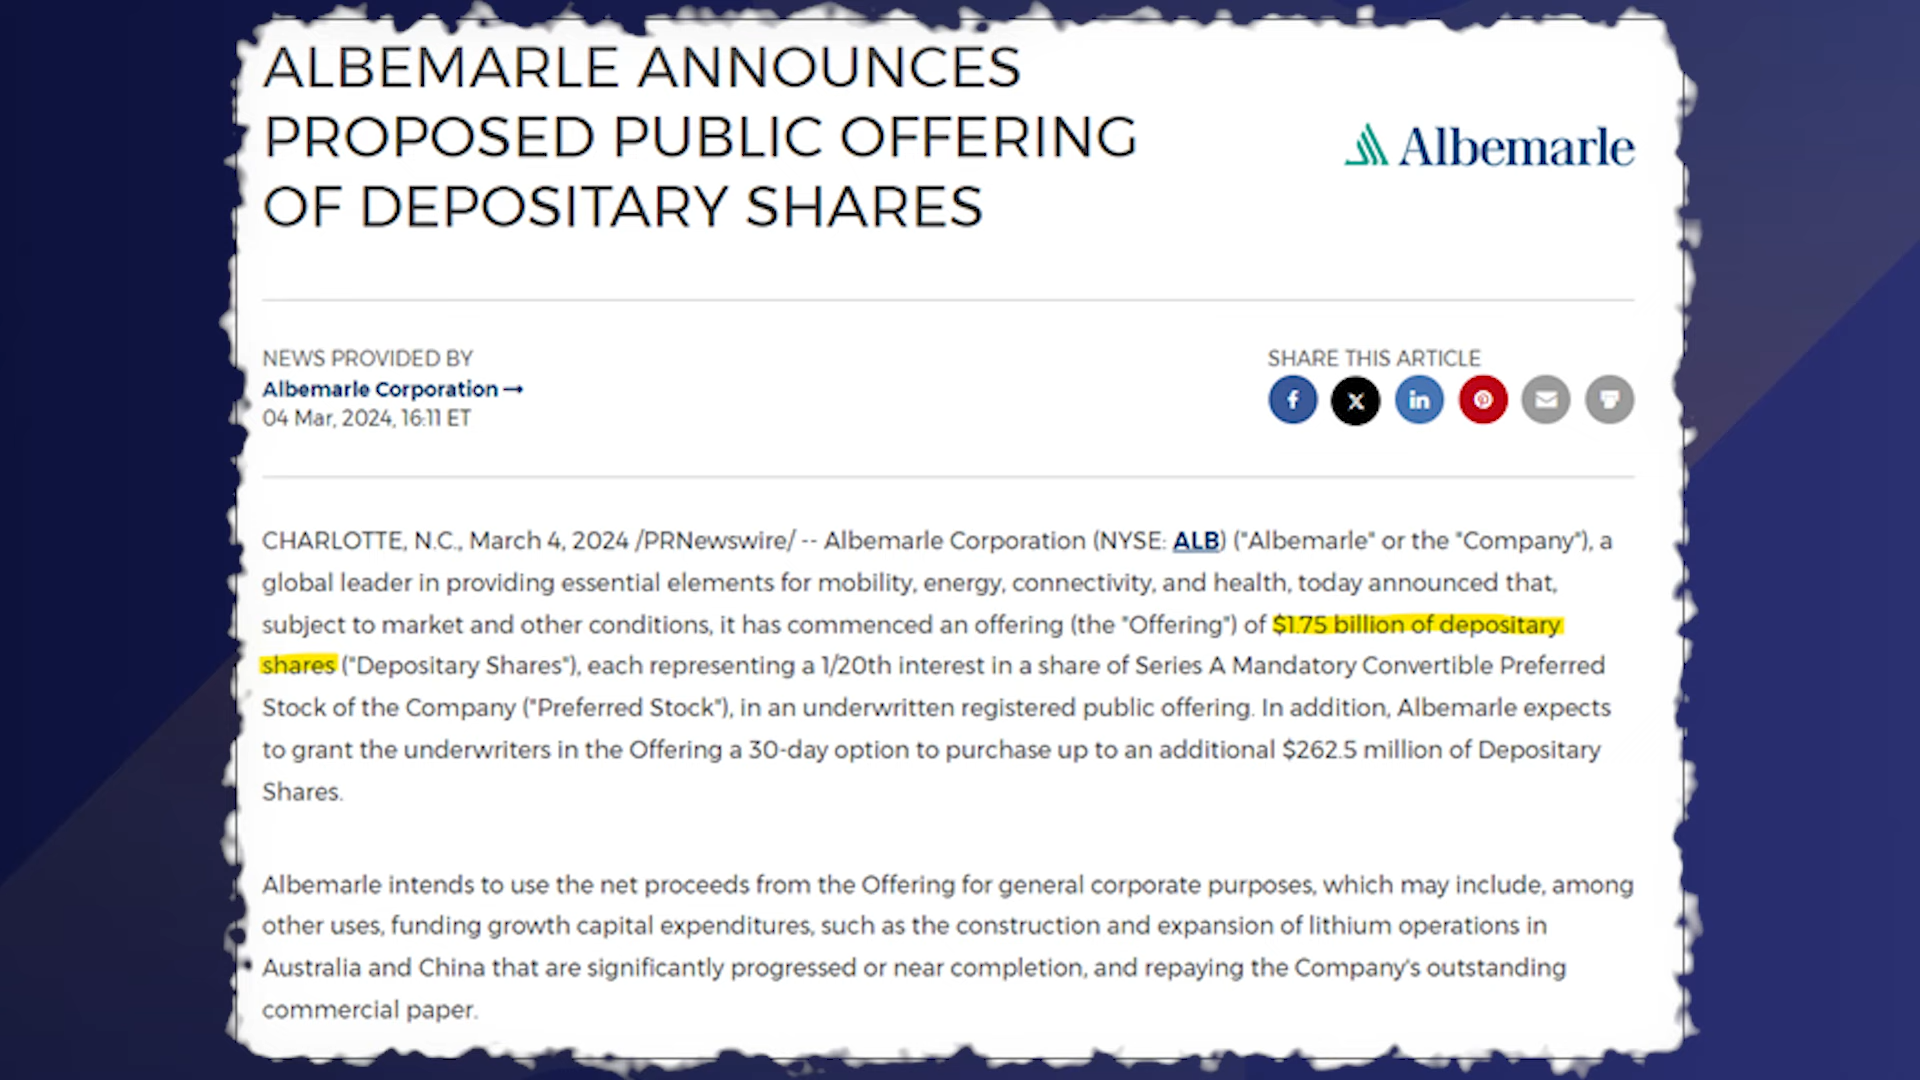 ALBEMARLE ANNOUNCES
PROPOSED PUBLIC OFFERING
OF DEPOSITARY SHARES
Albemarle
NEWS PROVIDED BY
Albemarle Corporation→
04 Mar, 2024, 16:11 ET
SHARE THIS ARTICLE
CHARLOTTE, N.C., March 4, 2024 /PRNewswire/ -- Albemarle Corporation (NYSE: ALB) ("Albemarle" or the "Company"), a
global leader in providing essential elements for mobility, energy, connectivity, and health, today announced that,
subject to market and other conditions, it has commenced an offering (the "Offering") of $1.75 billion of depositary
shares ("Depositary Shares"), each representing a 1/20th interest in a share of Series A Mandatory Convertible Preferred
Stock of the Company ("Preferred Stock"), in an underwritten registered public offering. In addition, Albemarle expects
to grant the underwriters in the Offering a 30-day option to purchase up to an additional $262.5 million of Depositary
Shares.
Albemarle intends to use the net proceeds from the Offering for general corporate purposes, which may include, among
other uses, funding growth capital expenditures, such as the construction and expansion of lithium operations in
Australia and China that are significantly progressed or near completion, and repaying the Company's outstanding
commercial paper.